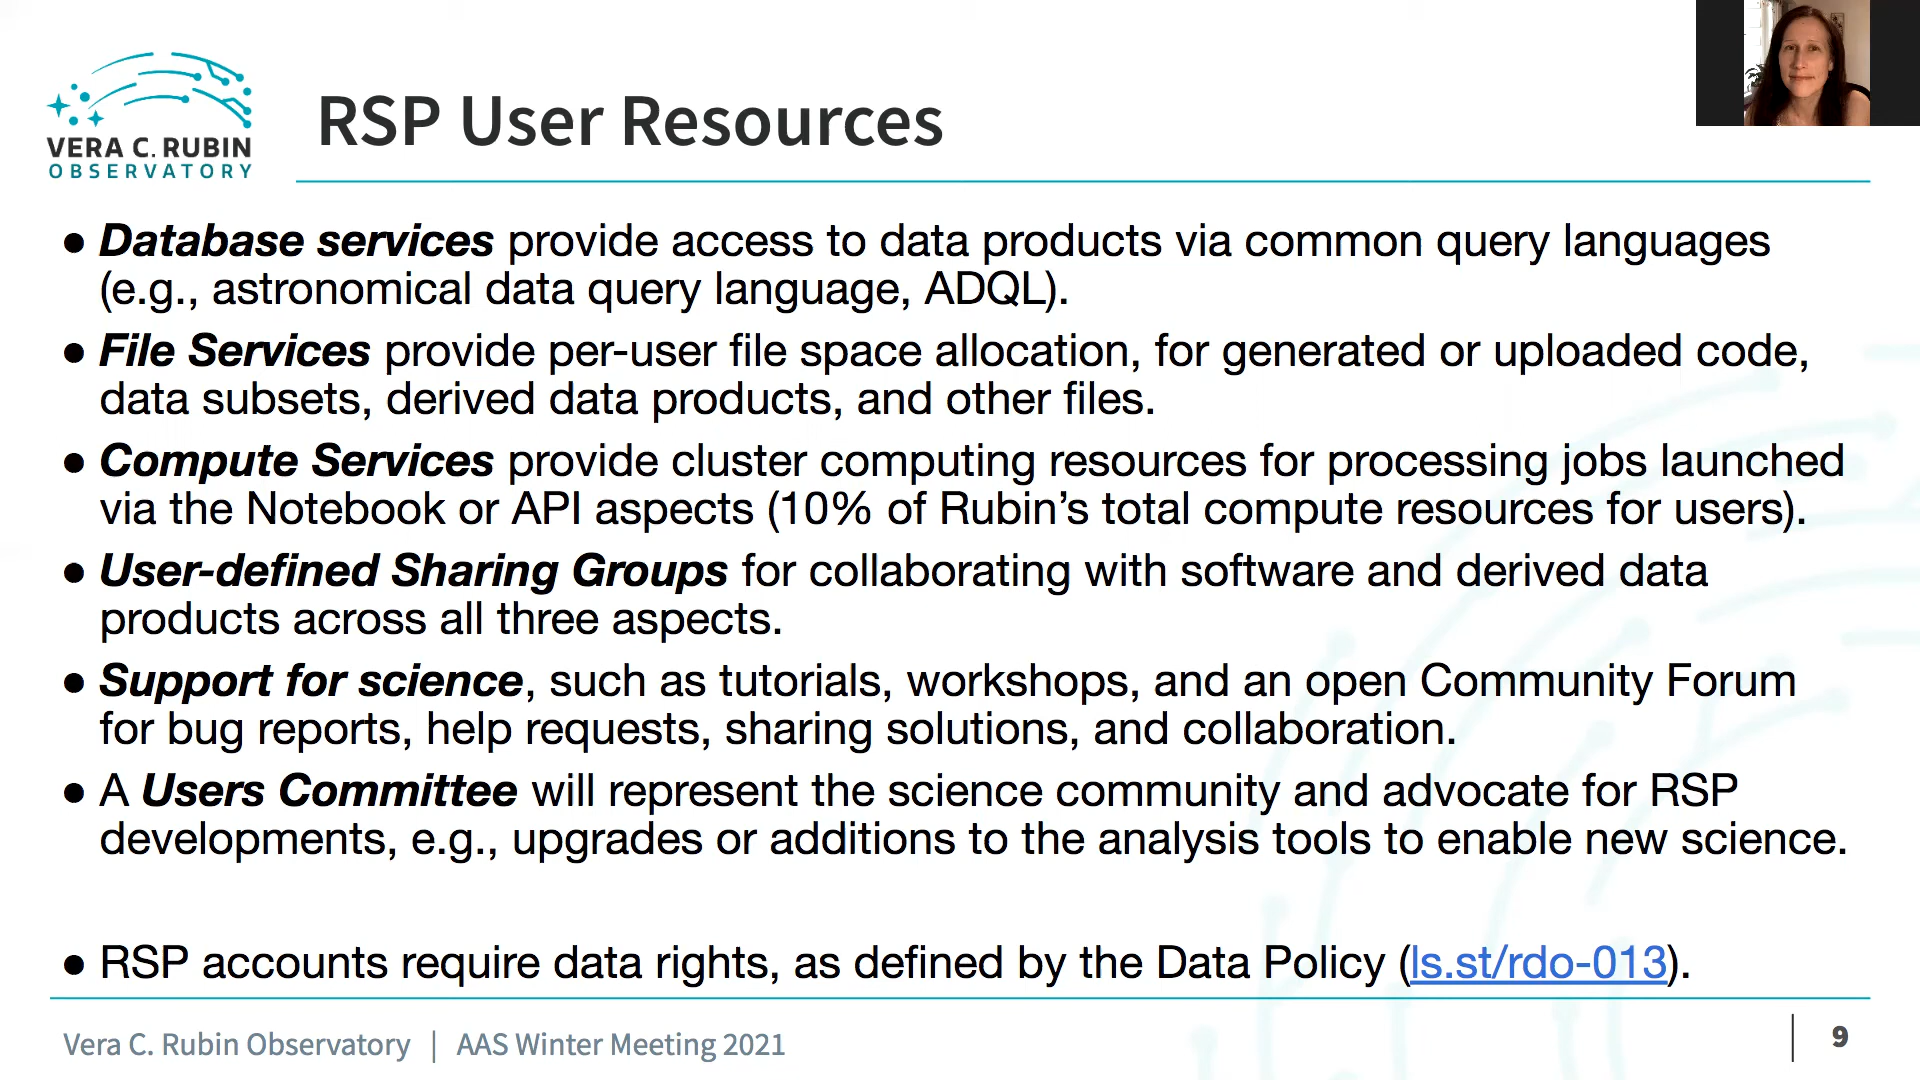 VERA C. RUBIN
OBSERVATORY
RSP User Resources
● Database services provide access to data products via common query languages
(e.g., astronomical data query language, ADQL).
● File Services provide per-user file space allocation, for generated or uploaded code,
data subsets, derived data products, and other files.
● Compute Services provide cluster computing resources for processing jobs launched
via the Notebook or API aspects (10% of Rubin’s total compute resources for users).
● User-defined Sharing Groups for collaborating with software and derived data
products across all three aspects.
● Support for science, such as tutorials, workshops, and an open Community Forum
for bug reports, help requests, sharing solutions, and collaboration.
● A Users Committee will represent the science community and advocate for RSP
developments, e.g., upgrades or additions to the analysis tools to enable new science.
● RSP accounts require data rights, as defined by the Data Policy (ls.st/rdo-013).
Vera C. Rubin Observatory | AAS Winter Meeting 2021 | 9